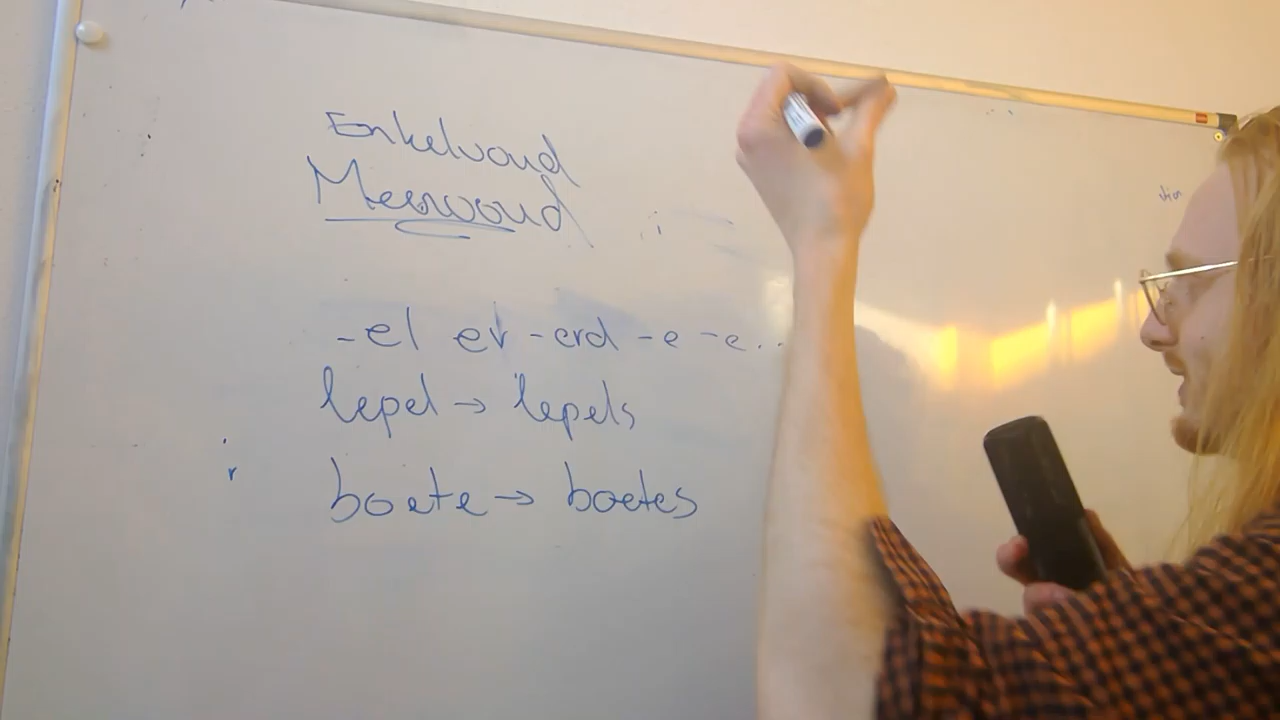 Enkelvoud
Meervoud
-el er -erd -e -e...
lepel → lepels
boete → boetes